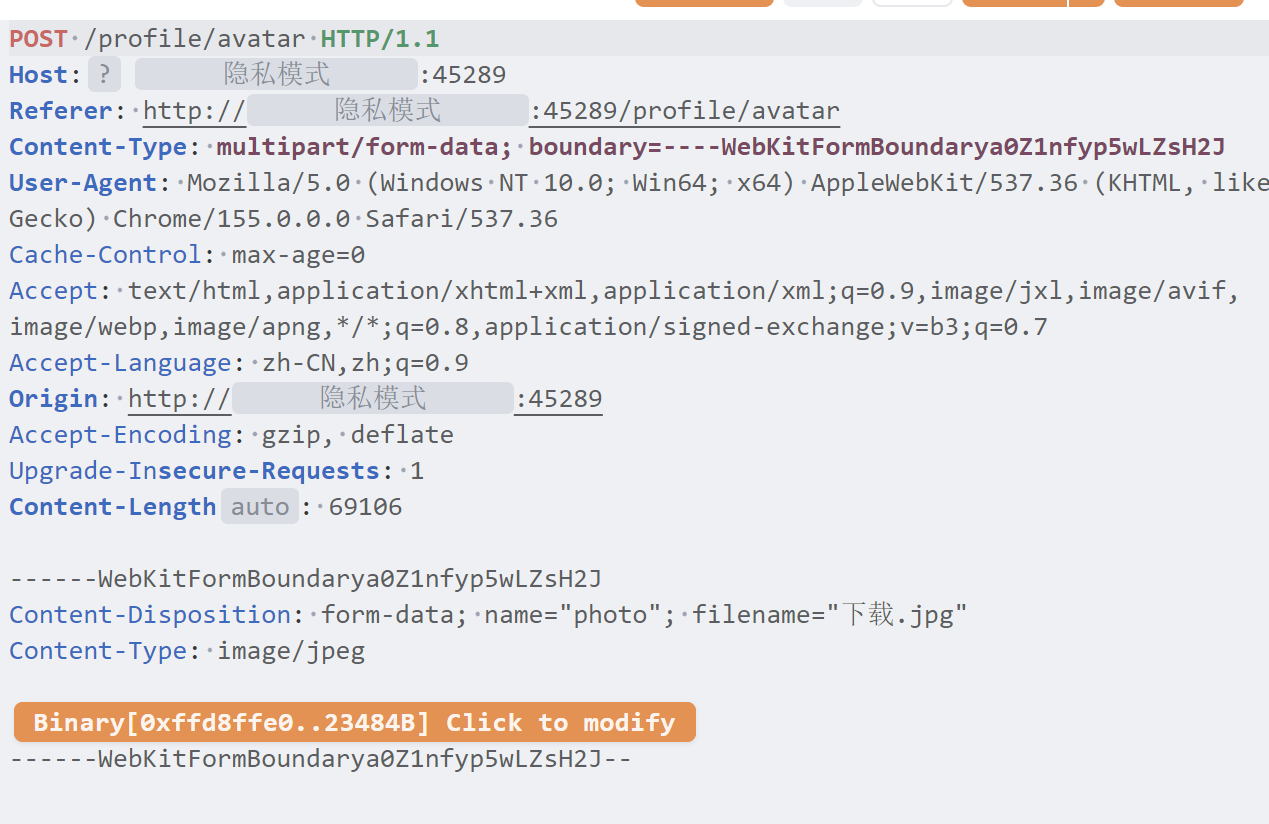 POST /profile/avatar HTTP/1.1
Host: ? 隐私模式 :45289
Referer: http:// 隐私模式 :45289/profile/avatar
Content-Type: multipart/form-data; boundary=----WebKitFormBoundarya0Z1nfyp5wLZsH2J
User-Agent: Mozilla/5.0 (Windows NT 10.0; Win64; x64) AppleWebKit/537.36 (KHTML, like
Gecko) Chrome/155.0.0.0 Safari/537.36
Cache-Control: max-age=0
Accept: text/html,application/xhtml+xml,application/xml;q=0.9,image/jxl,image/avif,
image/webp,image/apng,*/*;q=0.8,application/signed-exchange;v=b3;q=0.7
Accept-Language: zh-CN,zh;q=0.9
Origin: http:// 隐私模式 :45289
Accept-Encoding: gzip, deflate
Upgrade-Insecure-Requests: 1
Content-Length auto : 69106
------WebKitFormBoundarya0Z1nfyp5wLZsH2J
Content-Disposition: form-data; name="photo"; filename="下载.jpg"
Content-Type: image/jpeg
Binary[0xffd8ffe0..23484B] Click to modify
------WebKitFormBoundarya0Z1nfyp5wLZsH2J--